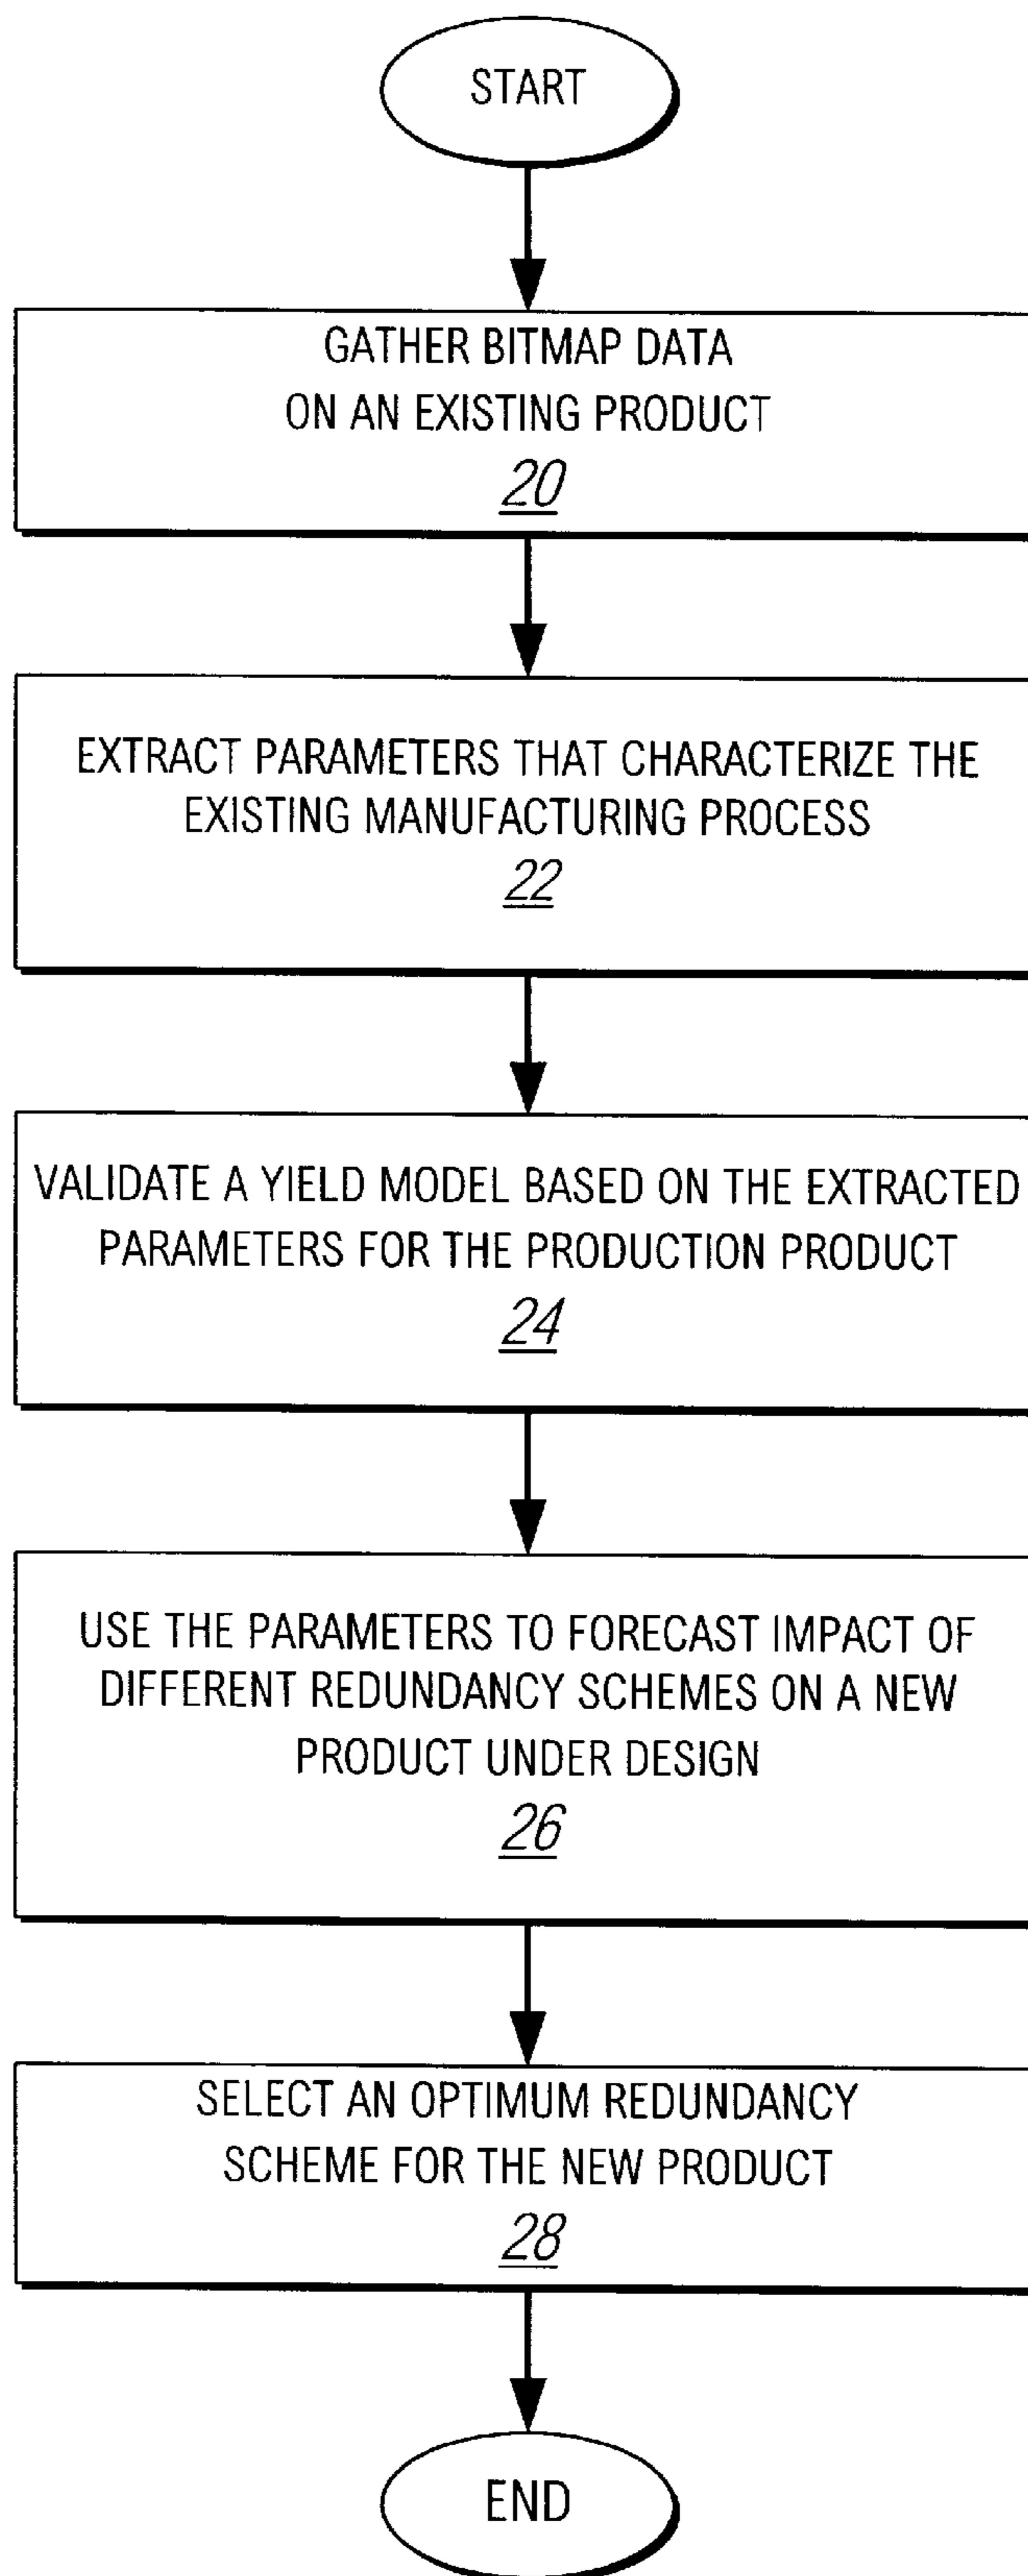 START
GATHER BITMAP DATA
ON AN EXISTING PRODUCT
20
EXTRACT PARAMETERS THAT CHARACTERIZE THE
EXISTING MANUFACTURING PROCESS
22
VALIDATE A YIELD MODEL BASED ON THE EXTRACTED
PARAMETERS FOR THE PRODUCTION PRODUCT
24
USE THE PARAMETERS TO FORECAST IMPACT OF
DIFFERENT REDUNDANCY SCHEMES ON A NEW
PRODUCT UNDER DESIGN
26
SELECT AN OPTIMUM REDUNDANCY
SCHEME FOR THE NEW PRODUCT
28
END